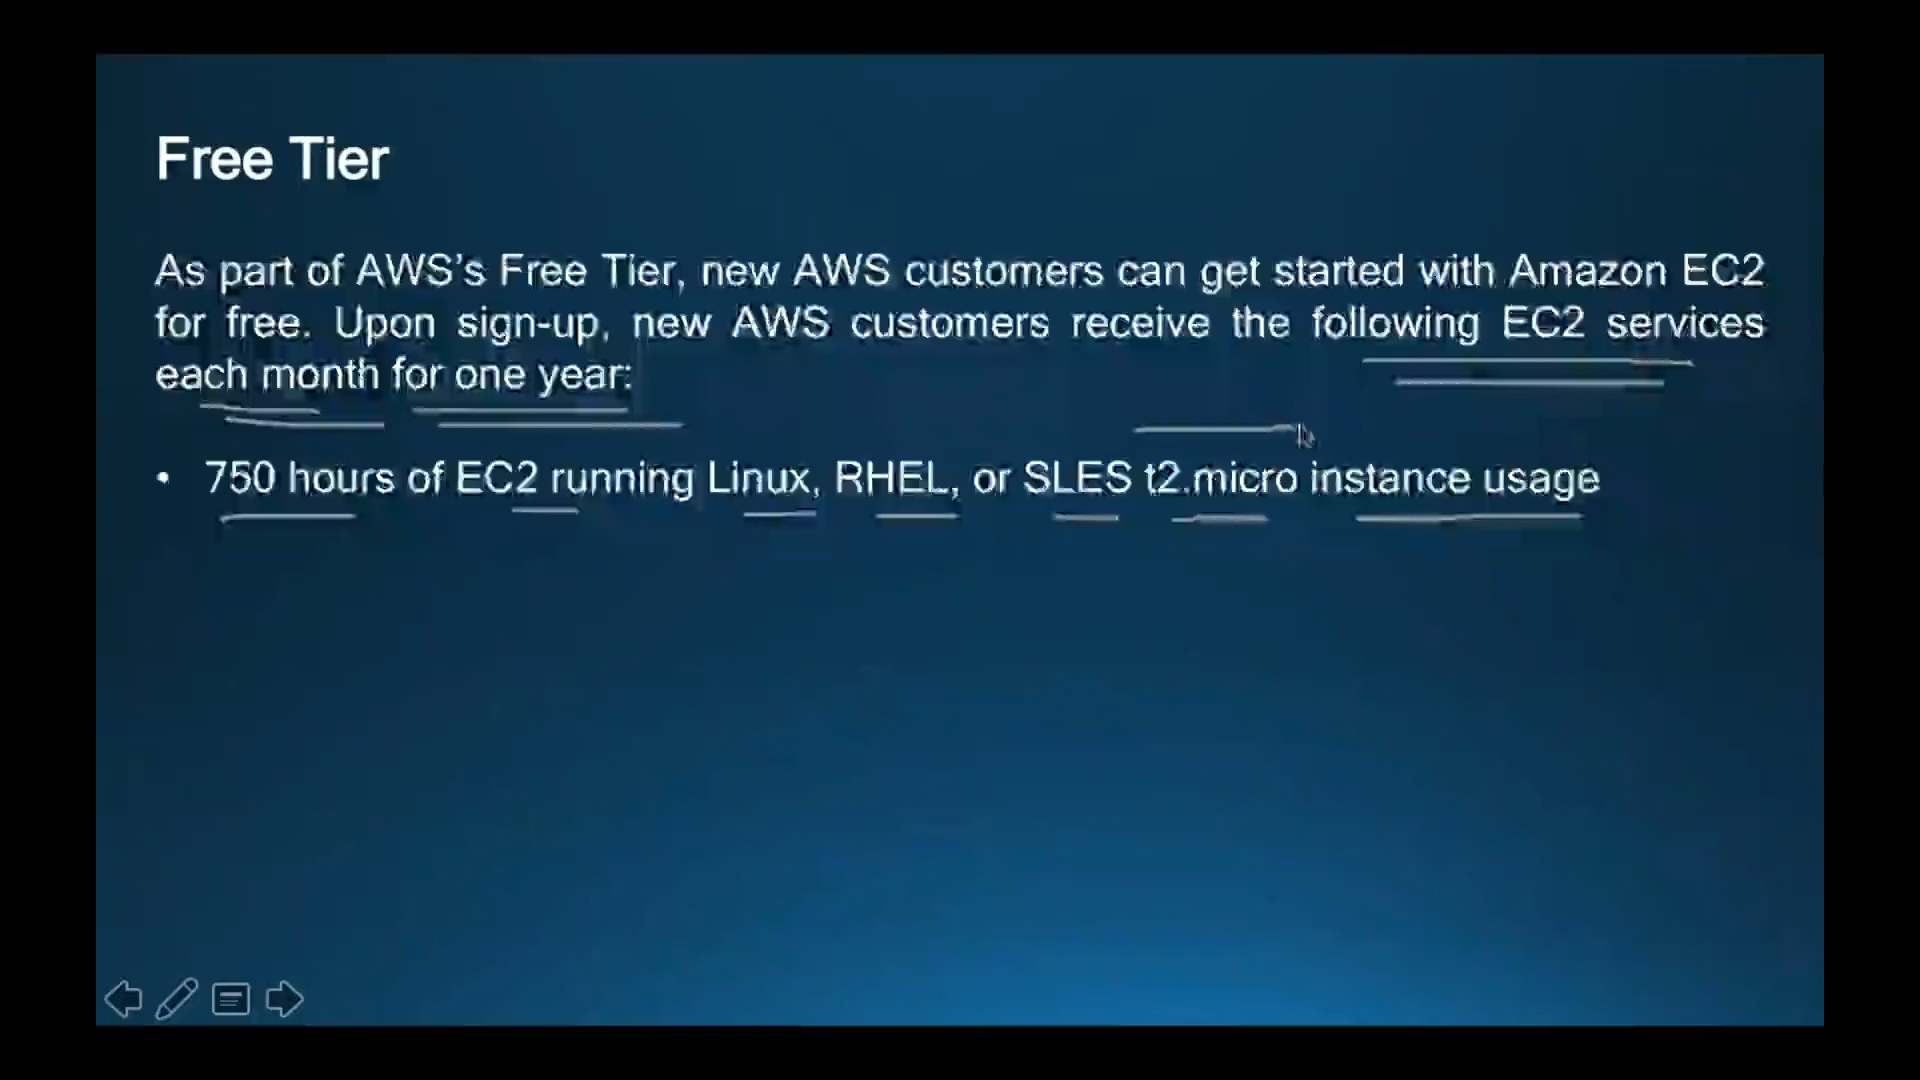 Free Tier
As part of AWS’s Free Tier, new AWS customers can get started with Amazon EC2
for free. Upon sign-up, new AWS customers receive the following EC2 services
each month for one year:
• 750 hours of EC2 running Linux, RHEL, or SLES t2.micro instance usage